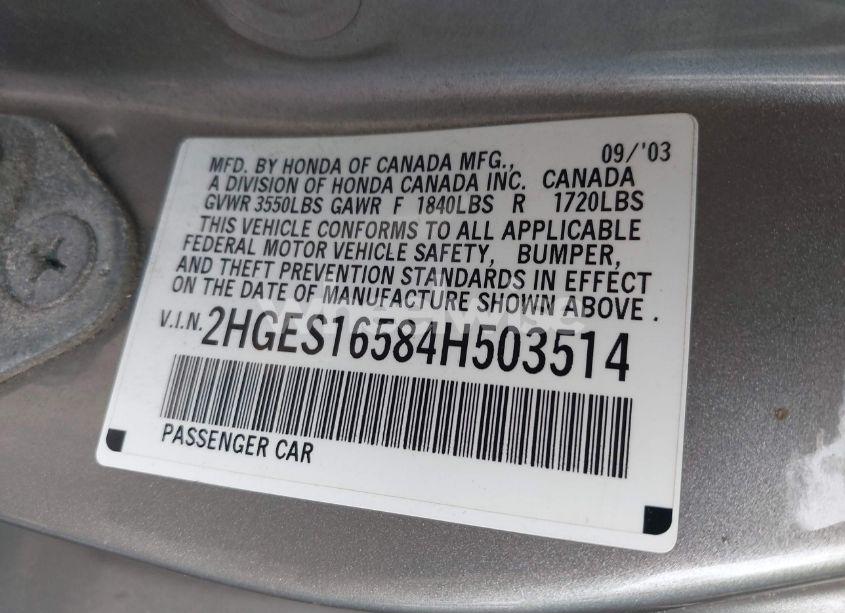 MFD. BY HONDA OF CANADA MFG., 09/'03
A DIVISION OF HONDA CANADA INC. CANADA
GVWR 3550LBS GAWR F 1840LBS R 1720LBS
THIS VEHICLE CONFORMS TO ALL APPLICABLE
FEDERAL MOTOR VEHICLE SAFETY, BUMPER,
AND THEFT PREVENTION STANDARDS IN EFFECT
ON THE DATE OF MANUFACTURE SHOWN ABOVE.
V.I.N. 2HGES16584H503514
PASSENGER CAR